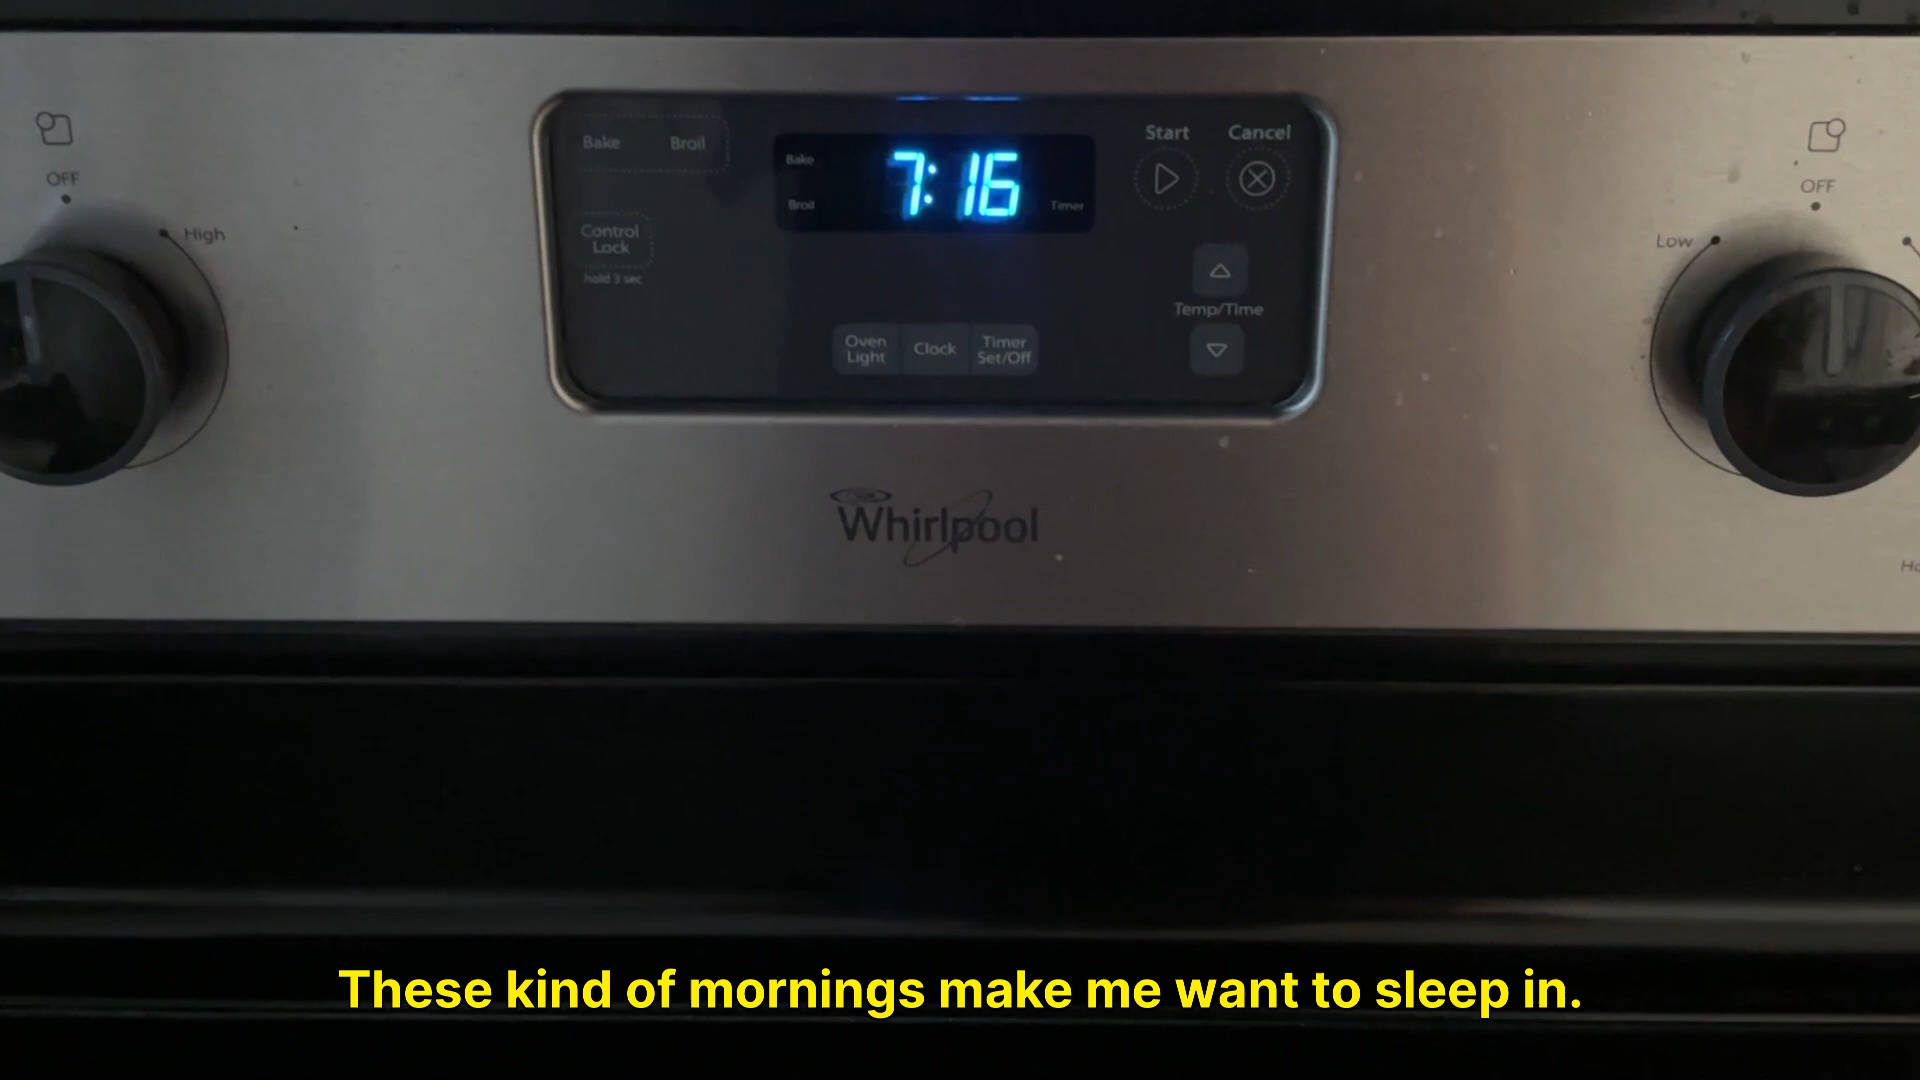 OFF
High
Bake
Broil
Control
Lock
hold 3 sec
Bake
Broil
7:16
Timer
Oven
Light
Clock
Timer
Set/Off
Start
Cancel
Temp/Time
OFF
Low
Whirlpool
These kind of mornings make me want to sleep in.